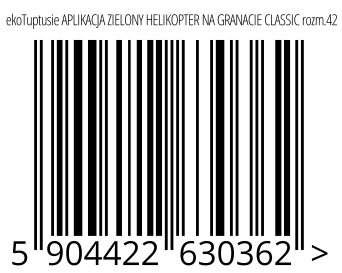 ekoTuptusie APLIKACJA ZIELONY HELIKOPTER NA GRANACIE CLASSIC rozm.42
5 904422 630362 >